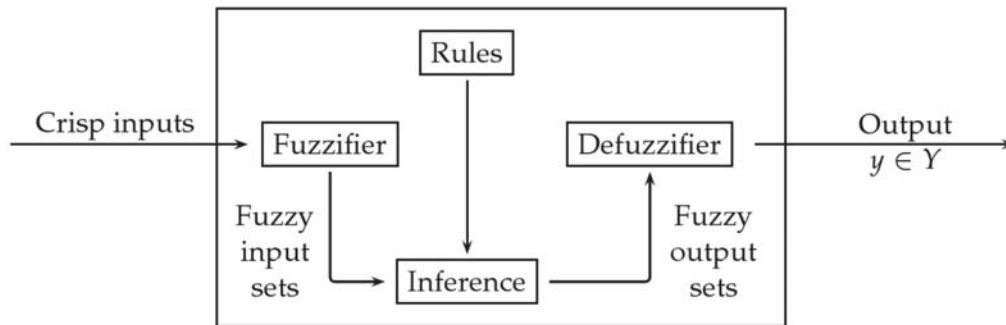 Rules
Crisp inputs
Fuzzifier
Defuzzifier
Output
y ∈ Y
Fuzzy
input
sets
Inference
Fuzzy
output
sets